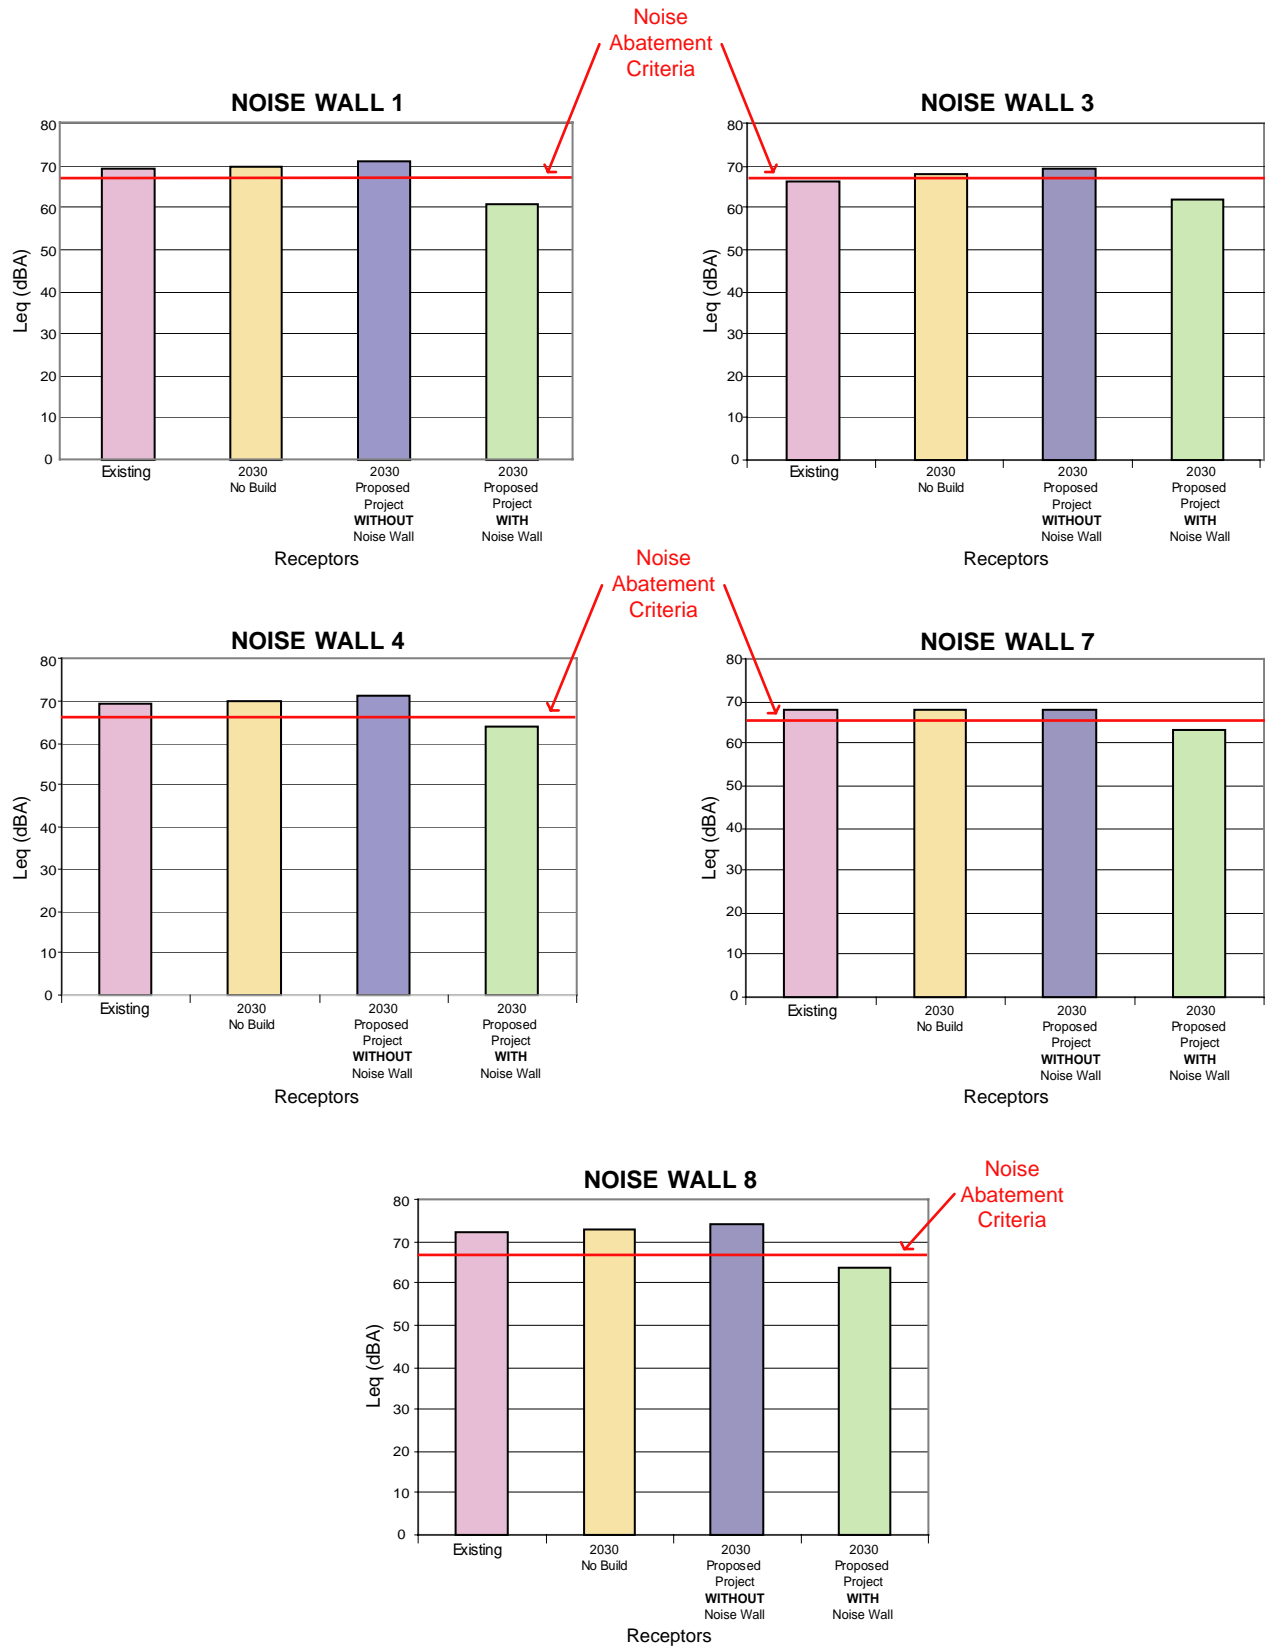 Noise
Abatement
Criteria
NOISE WALL 1
80
70
60
50
40
30
20
10
0
Leq (dBA)
Existing
2030
No Build
2030
Proposed
Project
WITHOUT
Noise Wall
2030
Proposed
Project
WITH
Noise Wall
Receptors
NOISE WALL 3
80
70
60
50
40
30
20
10
0
Leq (dBA)
Existing
2030
No Build
2030
Proposed
Project
WITHOUT
Noise Wall
2030
Proposed
Project
WITH
Noise Wall
Receptors
Noise
Abatement
Criteria
NOISE WALL 4
80
70
60
50
40
30
20
10
0
Leq (dBA)
Existing
2030
No Build
2030
Proposed
Project
WITHOUT
Noise Wall
2030
Proposed
Project
WITH
Noise Wall
Receptors
NOISE WALL 7
80
70
60
50
40
30
20
10
0
Leq (dBA)
Existing
2030
No Build
2030
Proposed
Project
WITHOUT
Noise Wall
2030
Proposed
Project
WITH
Noise Wall
Receptors
Noise
Abatement
Criteria
NOISE WALL 8
80
70
60
50
40
30
20
10
0
Leq (dBA)
Existing
2030
No Build
2030
Proposed
Project
WITHOUT
Noise Wall
2030
Proposed
Project
WITH
Noise Wall
Receptors